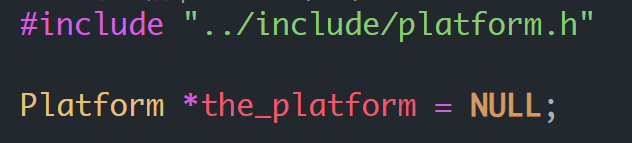 #include "../include/platform.h"
Platform *the_platform = NULL;